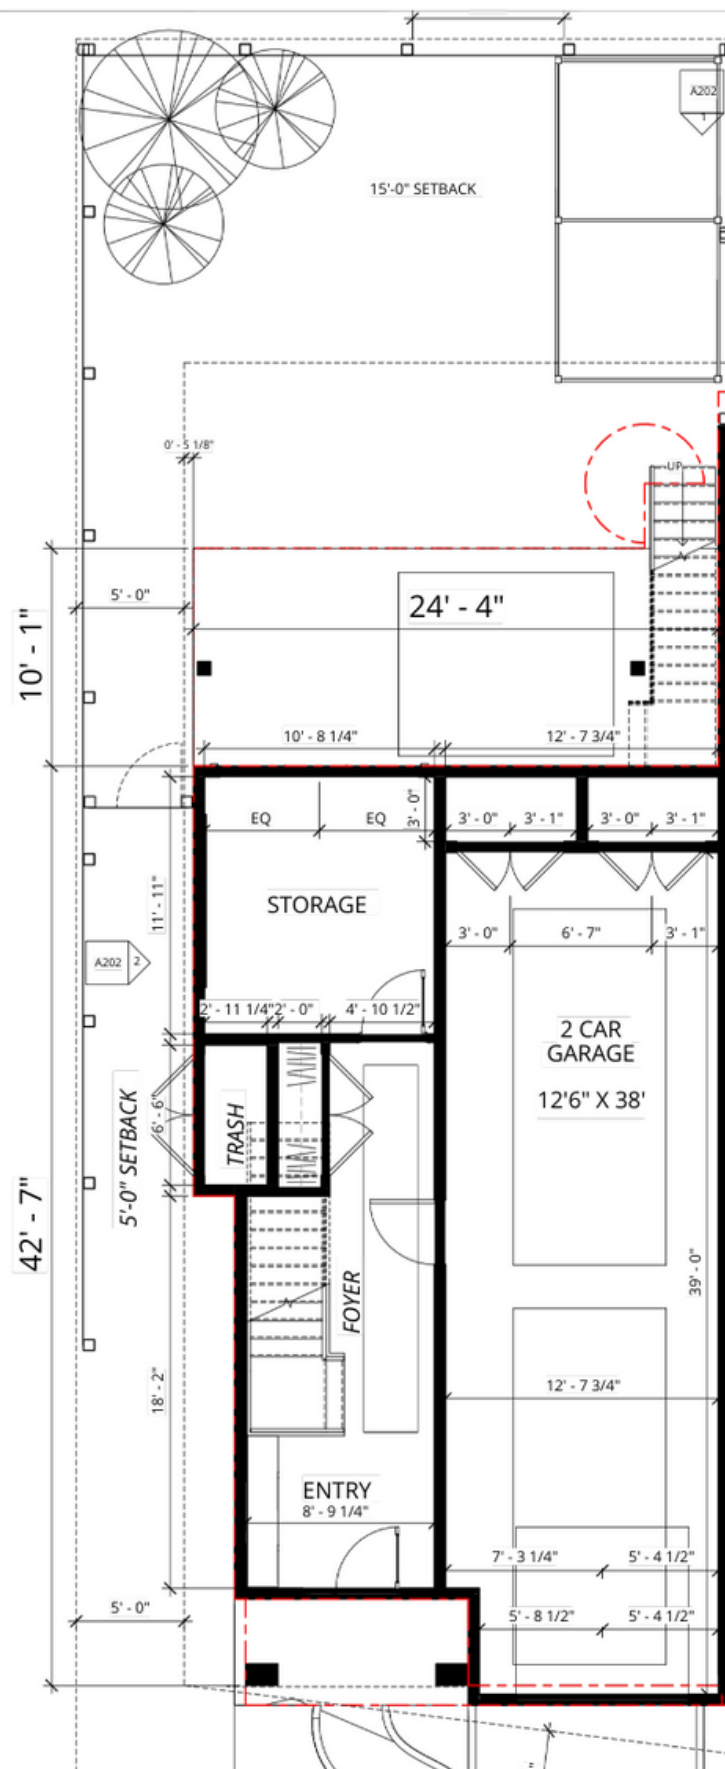 A202
1
15'-0" SETBACK
0' - 5 1/8"
UP
5' - 0"
24' - 4"
10' - 1"
10' - 8 1/4"
12' - 7 3/4"
3' - 0"
EQ
EQ
3' - 0"
3' - 1"
3' - 0"
3' - 1"
STORAGE
11' - 11"
3' - 0"
6' - 7"
3' - 1"
A202
2
2' - 11 1/4"
2' - 0"
4' - 10 1/2"
2 CAR
GARAGE
12'6" X 38'
6' - 6"
TRASH
5'-0" SETBACK
42' - 7"
39' - 0"
FOYER
18' - 2"
12' - 7 3/4"
ENTRY
8' - 9 1/4"
7' - 3 1/4"
5' - 4 1/2"
5' - 0"
5' - 8 1/2"
5' - 4 1/2"